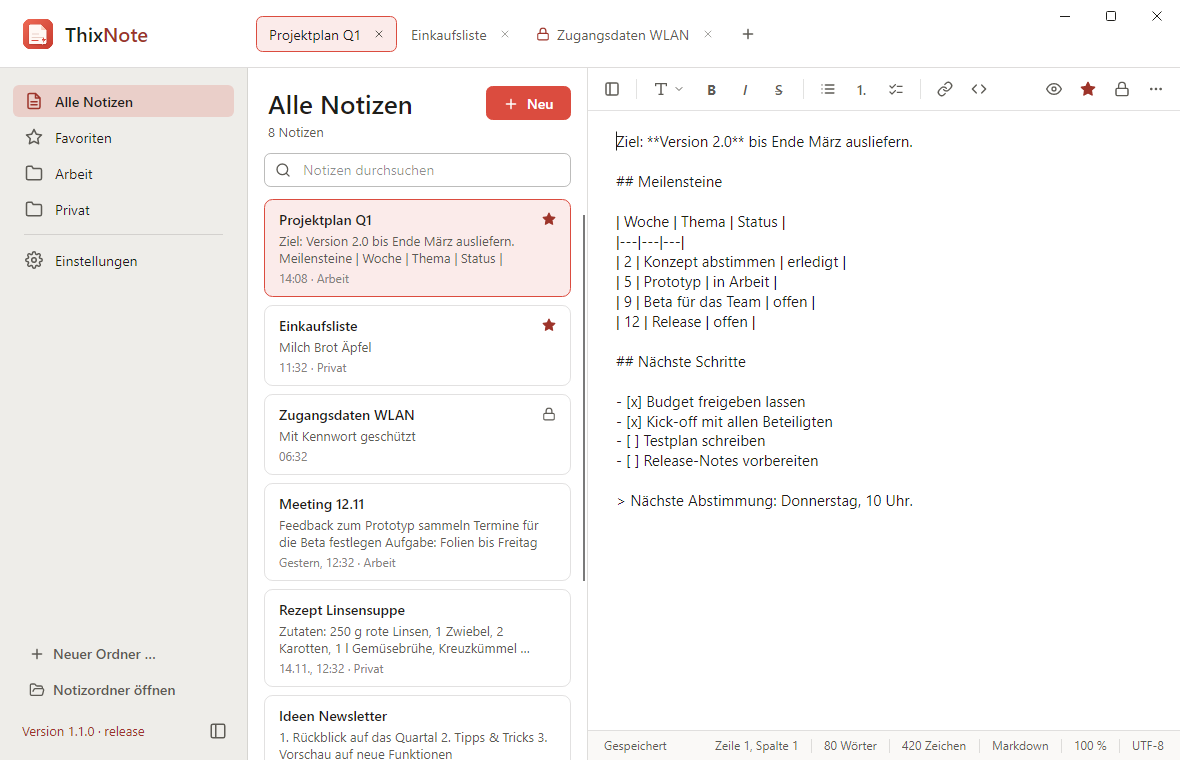 ThixNote
Projektplan Q1
Einkaufsliste
Zugangsdaten WLAN
Alle Notizen
Favoriten
Arbeit
Privat
Einstellungen
Neuer Ordner ...
Notizordner öffnen
Version 1.1.0 · release
Alle Notizen
Neu
8 Notizen
Notizen durchsuchen
Projektplan Q1
Ziel: Version 2.0 bis Ende März ausliefern.
Meilensteine | Woche | Thema | Status |
14:08 · Arbeit
Einkaufsliste
Milch Brot Äpfel
11:32 · Privat
Zugangsdaten WLAN
Mit Kennwort geschützt
06:32
Meeting 12.11
Feedback zum Prototyp sammeln Termine für
die Beta festlegen Aufgabe: Folien bis Freitag
Gestern, 12:32 · Arbeit
Rezept Linsensuppe
Zutaten: 250 g rote Linsen, 1 Zwiebel, 2
Karotten, 1 l Gemüsebrühe, Kreuzkümmel ...
14.11., 12:32 · Privat
Ideen Newsletter
1. Rückblick auf das Quartal 2. Tipps & Tricks 3.
Vorschau auf neue Funktionen
T B I S 1.
Ziel: **Version 2.0** bis Ende März ausliefern.
## Meilensteine
| Woche | Thema | Status |
|---|---|---|
| 2 | Konzept abstimmen | erledigt |
| 5 | Prototyp | in Arbeit |
| 9 | Beta für das Team | offen |
| 12 | Release | offen |
## Nächste Schritte
- [x] Budget freigeben lassen
- [x] Kick-off mit allen Beteiligten
- [ ] Testplan schreiben
- [ ] Release-Notes vorbereiten
> Nächste Abstimmung: Donnerstag, 10 Uhr.
Gespeichert
Zeile 1, Spalte 1
80 Wörter
420 Zeichen
Markdown
100 %
UTF-8